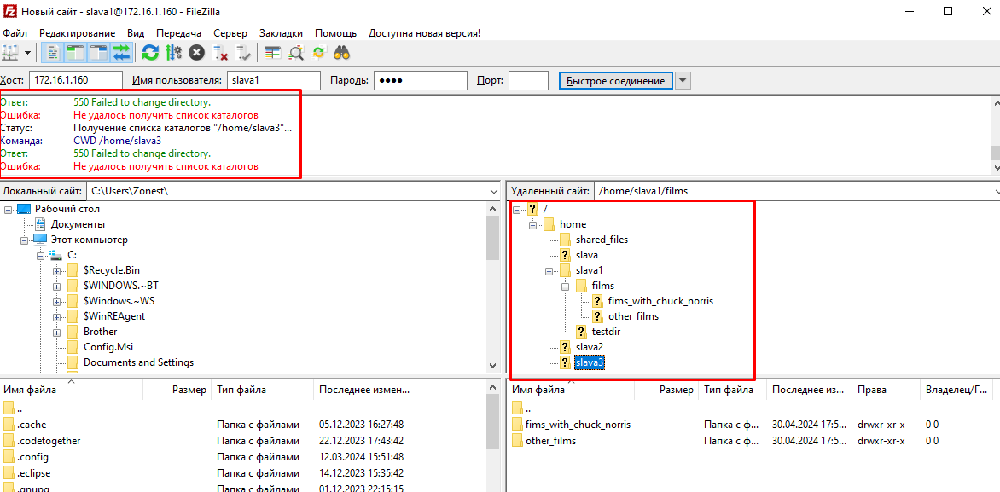 Новый сайт - slava1@172.16.1.160 - FileZilla
Файл Редактирование Вид Передача Сервер Закладки Помощь Доступна новая версия!
Хост: 172.16.1.160 Имя пользователя: slava1 Пароль: ●●●● Порт: Быстрое соединение
Ответ: 550 Failed to change directory.
Ошибка: Не удалось получить список каталогов
Статус: Получение списка каталогов "/home/slava3"...
Команда: CWD /home/slava3
Ответ: 550 Failed to change directory.
Ошибка: Не удалось получить список каталогов
Локальный сайт: C:\Users\Zonest\
Рабочий стол
Документы
Этот компьютер
C:
$Recycle.Bin
$WINDOWS.~BT
$Windows.~WS
$WinREAgent
Brother
Config.Msi
Documents and Settings
Удаленный сайт: /home/slava1/films
/
home
shared_files
slava
slava1
films
fims_with_chuck_norris
other_films
testdir
slava2
slava3
Имя файла Размер Тип файла Последнее измен...
..
.cache Папка с файлами 05.12.2023 16:27:48
.codetogether Папка с файлами 22.12.2023 17:43:42
.config Папка с файлами 12.03.2024 15:51:48
.eclipse Папка с файлами 14.12.2023 15:35:42
.gnupg Папка с файлами 01.12.2023 22:15:15
Имя файла Размер Тип файла Последнее из... Права Владелец/Г...
..
fims_with_chuck_norris Папка с ф... 30.04.2024 17:5... drwxr-xr-x 0 0
other_films Папка с ф... 30.04.2024 17:5... drwxr-xr-x 0 0